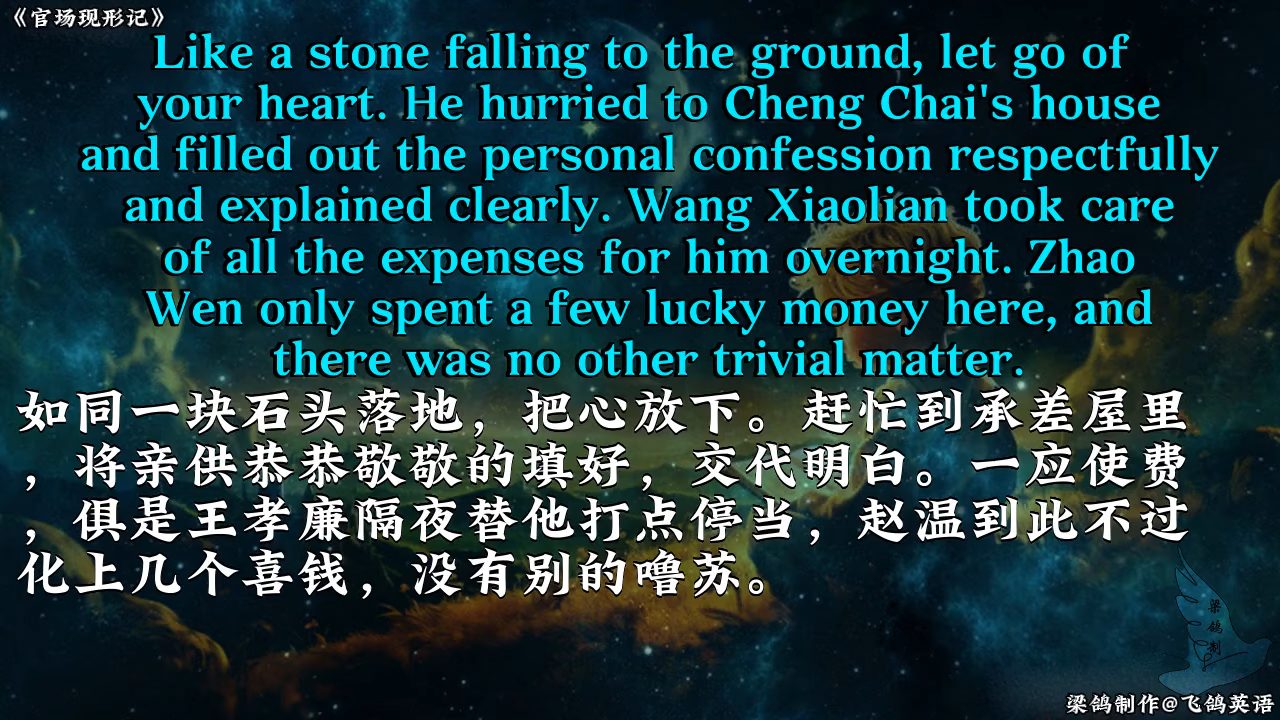 《官场现形记》
Like a stone falling to the ground, let go of
your heart. He hurried to Cheng Chai's house
and filled out the personal confession respectfully
and explained clearly. Wang Xiaolian took care
of all the expenses for him overnight. Zhao
Wen only spent a few lucky money here, and
there was no other trivial matter.
如同一块石头落地，把心放下。赶忙到承差屋里
，将亲供恭恭敬敬的填好，交代明白。一应使费
，俱是王孝廉隔夜替他打点停当，赵温到此不过
化上几个喜钱，没有别的噜苏。
梁
鸽
制
梁鸽制作@飞鸽英语